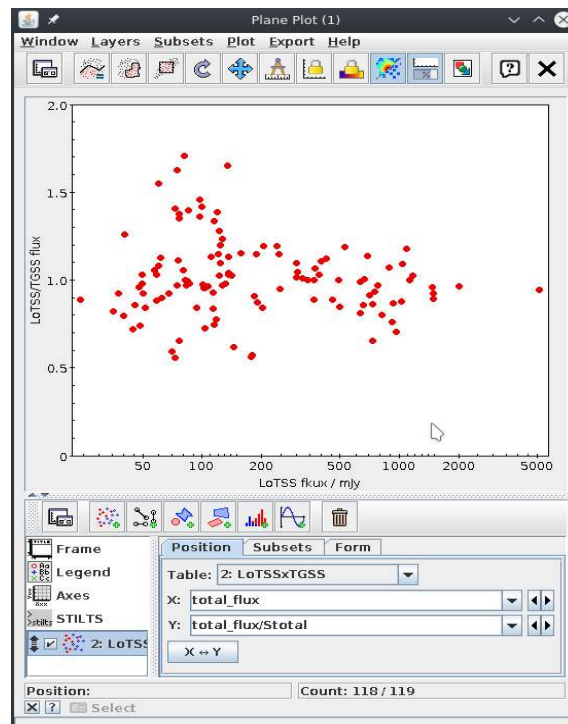 Plane Plot (1)
Window Layers Subsets Plot Export Help
2.0
1.5
1.0
0.5
0
LoTSS/TGSS flux
50 100 200 500 1000 2000 5000
LoTSS fkux / mJy
Frame
Legend
Axes
STILTS
2: LoTSS
Position Subsets Form
Table: 2: LoTSSxTGSS
X: total_flux
Y: total_flux/Stotal
X ↔ Y
Position: Count: 118 / 119
Select